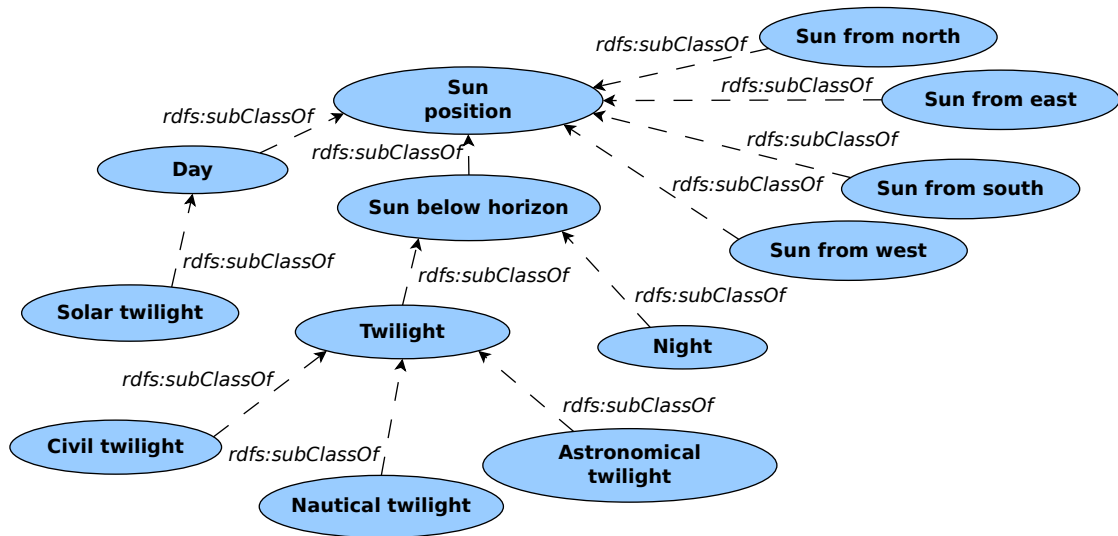 Sun from north
rdfs:subClassOf
Sun
position
rdfs:subClassOf
Sun from east
rdfs:subClassOf
Day
rdfs:subClassOf
rdfs:subClassOf
Sun from south
rdfs:subClassOf
Sun below horizon
Sun from west
rdfs:subClassOf
rdfs:subClassOf
rdfs:subClassOf
Solar twilight
Twilight
Night
rdfs:subClassOf
rdfs:subClassOf
Civil twilight
rdfs:subClassOf
Astronomical
twilight
Nautical twilight